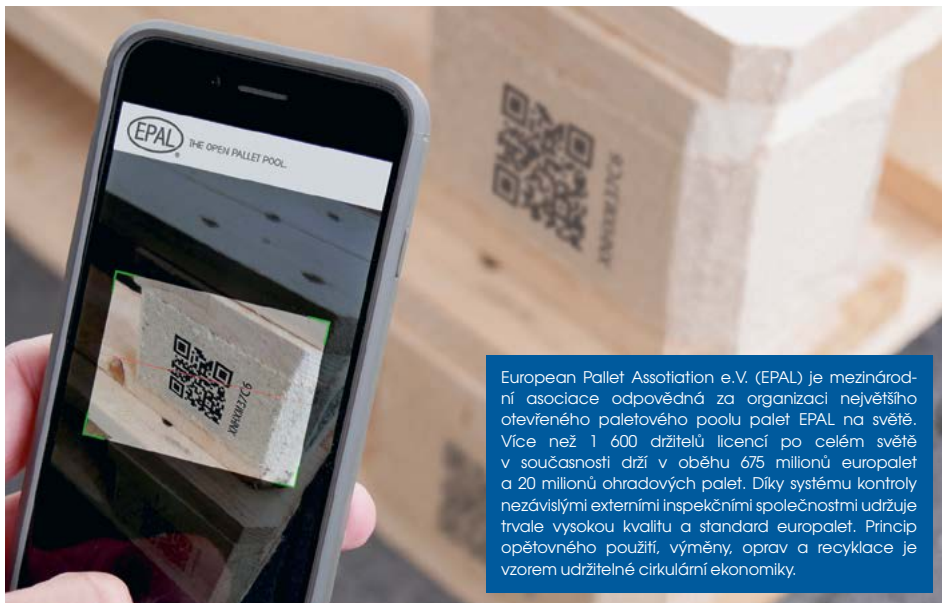 EPAL
®
THE OPEN PALLET POOL.
XNHXW37C6
XNHXW37C6
European Pallet Assotiation e.V. (EPAL) je mezinárod-
ní asociace odpovědná za organizaci největšího
otevřeného paletového poolu palet EPAL na světě.
Více než 1 600 držitelů licencí po celém světě
v současnosti drží v oběhu 675 milionů europalet
a 20 milionů ohradových palet. Díky systému kontroly
nezávislými externími inspekčními společnostmi udržuje
trvale vysokou kvalitu a standard europalet. Princip
opětovného použití, výměny, oprav a recyklace je
vzorem udržitelné cirkulární ekonomiky.